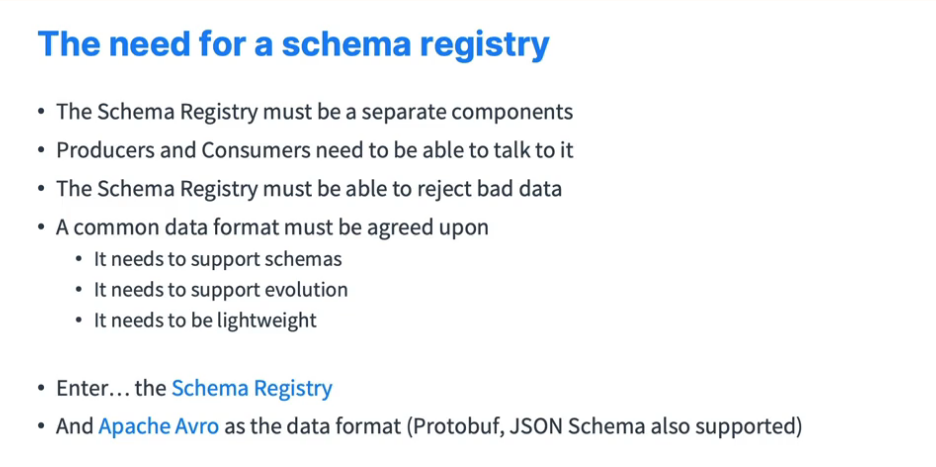 The need for a schema registry
• The Schema Registry must be a separate components
• Producers and Consumers need to be able to talk to it
• The Schema Registry must be able to reject bad data
• A common data format must be agreed upon
• It needs to support schemas
• It needs to support evolution
• It needs to be lightweight
• Enter… the Schema Registry
• And Apache Avro as the data format (Protobuf, JSON Schema also supported)